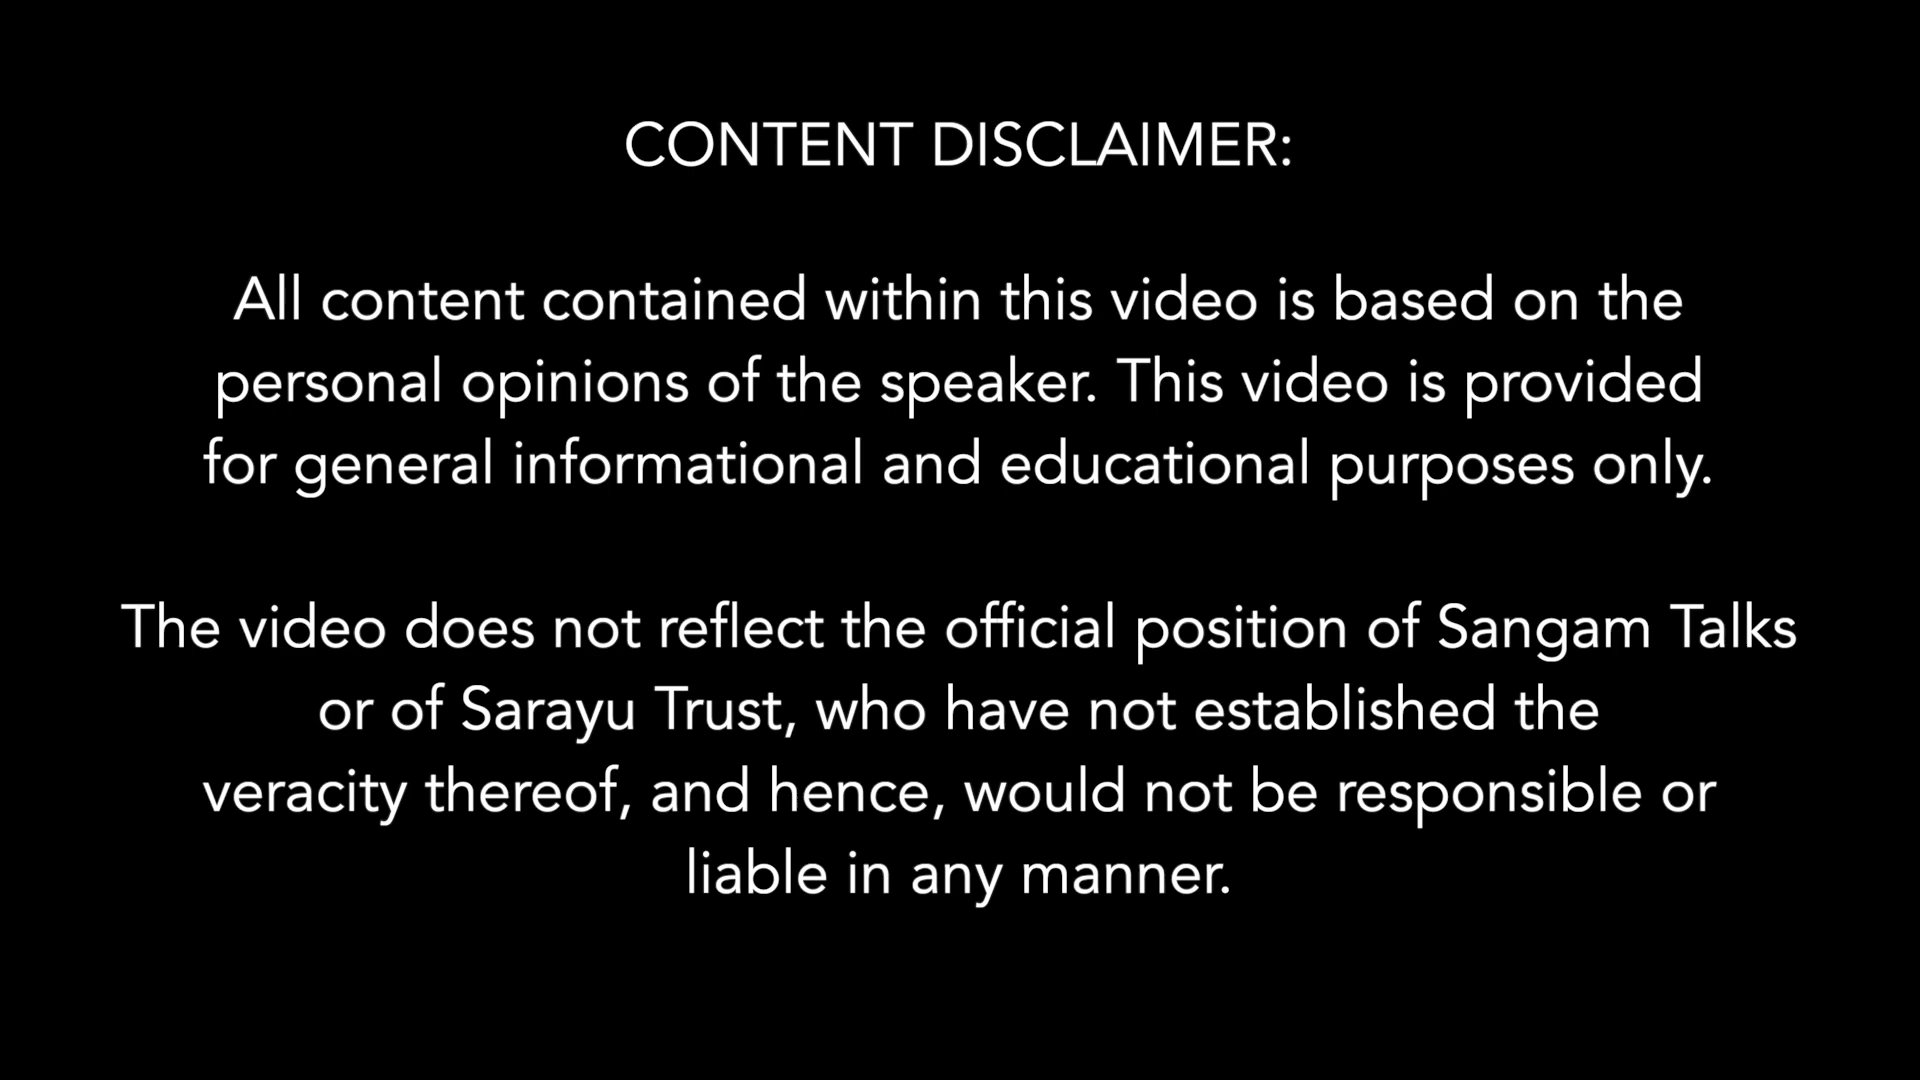 CONTENT DISCLAIMER:
All content contained within this video is based on the
personal opinions of the speaker. This video is provided
for general informational and educational purposes only.
The video does not reflect the official position of Sangam Talks
or of Sarayu Trust, who have not established the
veracity thereof, and hence, would not be responsible or
liable in any manner.